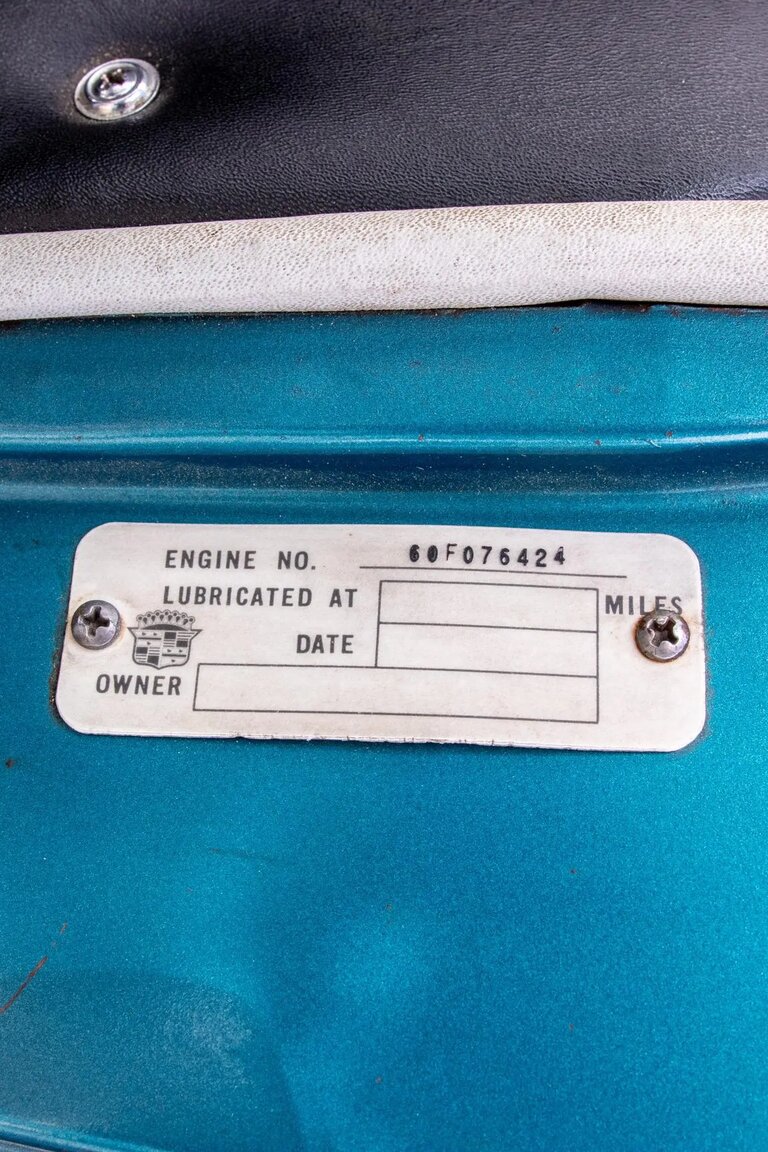 ENGINE NO. 60F076424
LUBRICATED AT MILES
DATE
OWNER